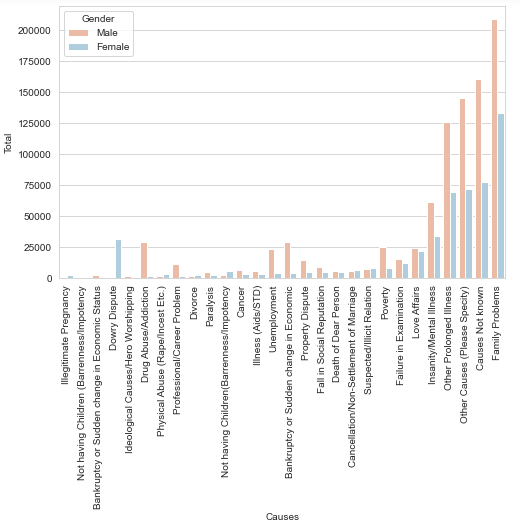 Gender
Male
Female
200000
175000
150000
125000
100000
75000
50000
25000
0
Total
Illegitimate Pregnancy
Not having Children (Barrenness/Impotency
Bankruptcy or Sudden change in Economic Status
Dowry Dispute
Ideological Causes/Hero Worshipping
Drug Abuse/Addiction
Physical Abuse (Rape/Incest Etc.)
Professional/Career Problem
Divorce
Paralysis
Not having Children(Barrenness/Impotency
Cancer
Illness (Aids/STD)
Unemployment
Bankruptcy or Sudden change in Economic
Property Dispute
Fall in Social Reputation
Death of Dear Person
Cancellation/Non-Settlement of Marriage
Suspected/Illicit Relation
Poverty
Failure in Examination
Love Affairs
Insanity/Mental Illness
Other Prolonged Illness
Other Causes (Please Specity)
Causes Not known
Family Problems
Causes